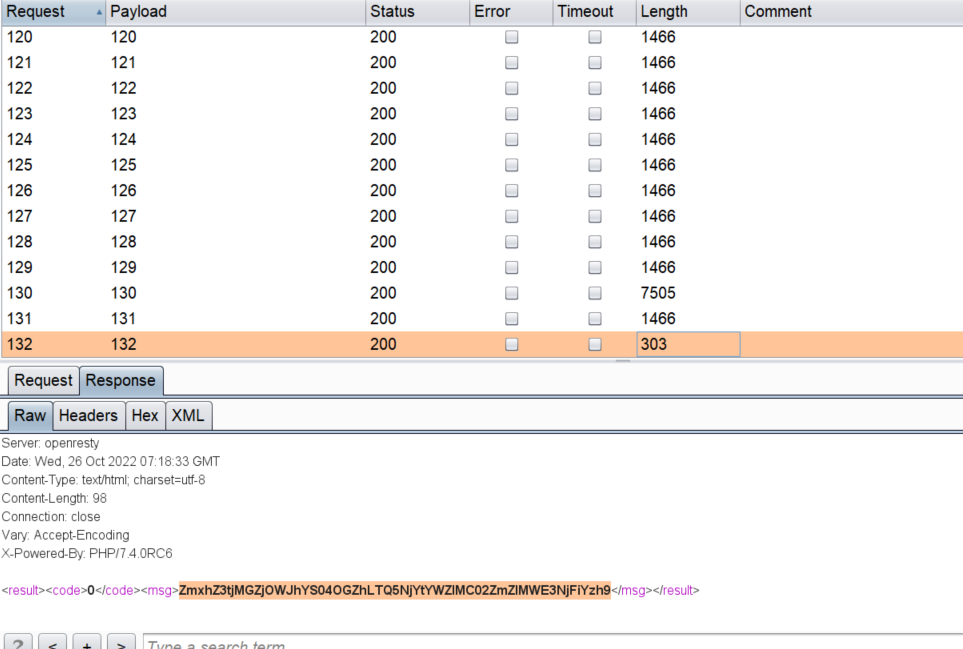 Request Payload Status Error Timeout Length Comment
120 120 200 1466
121 121 200 1466
122 122 200 1466
123 123 200 1466
124 124 200 1466
125 125 200 1466
126 126 200 1466
127 127 200 1466
128 128 200 1466
129 129 200 1466
130 130 200 7505
131 131 200 1466
132 132 200 303
Request Response
Raw Headers Hex XML
Server: openresty
Date: Wed, 26 Oct 2022 07:18:33 GMT
Content-Type: text/html; charset=utf-8
Content-Length: 98
Connection: close
Vary: Accept-Encoding
X-Powered-By: PHP/7.4.0RC6
<result><code>0</code><msg>ZmxhZ3tjMGZjOWJhYS04OGZhLTQ5NjYtYWZlMC02ZmZlMWE3NjFiYzh9</msg></result>
? < + > Type a search term